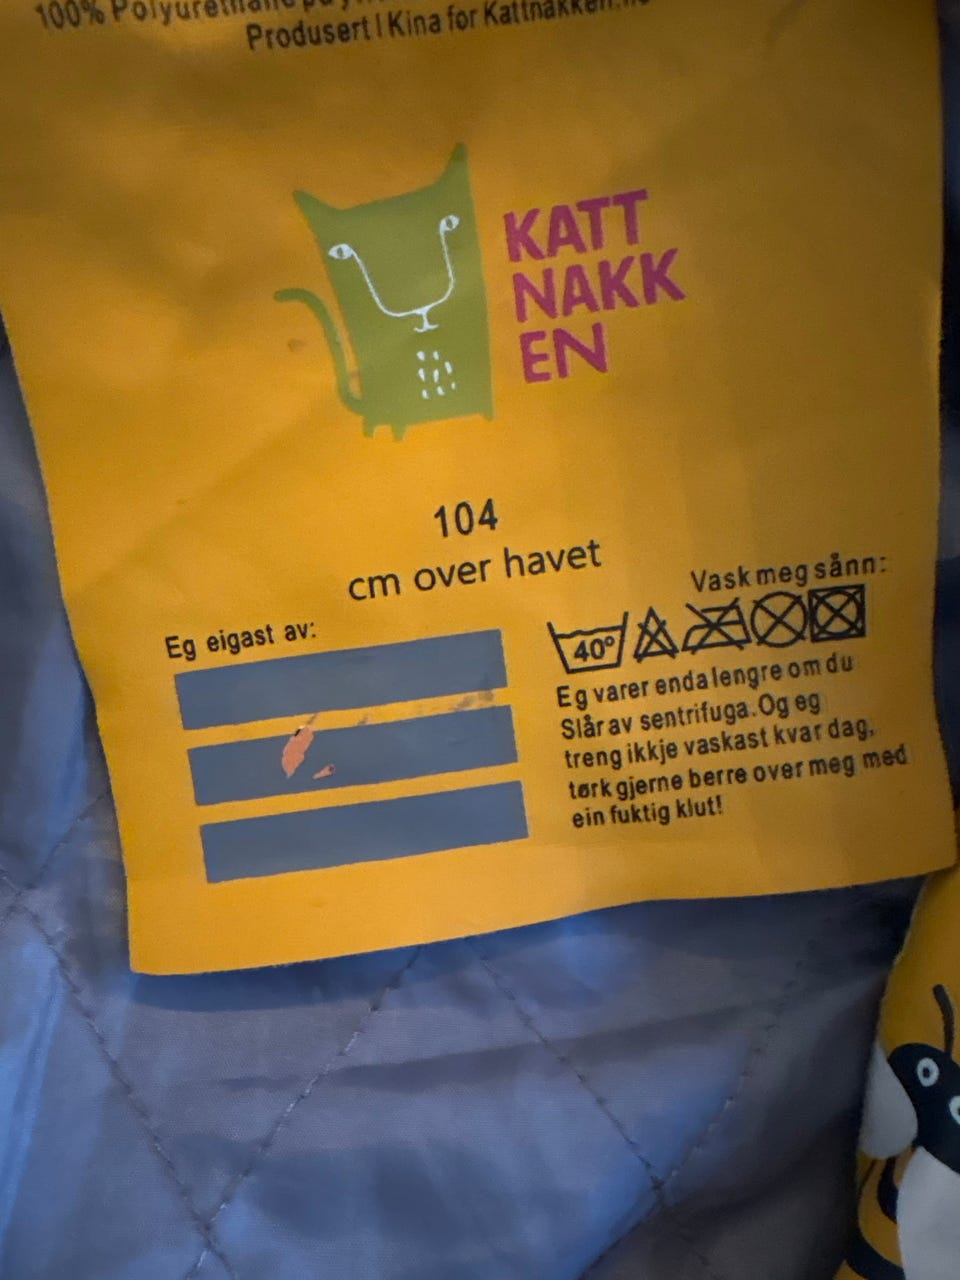 100% Polyurethane
Produsert I Kina for Kattnakken.no
KATT
NAKK
EN
104
cm over havet
Eg eigast av:
Vask meg sånn:
40°
Eg varer enda lengre om du
Slår av sentrifuga. Og eg
treng ikkje vaskast kvar dag,
tørk gjerne berre over meg med
ein fuktig klut!